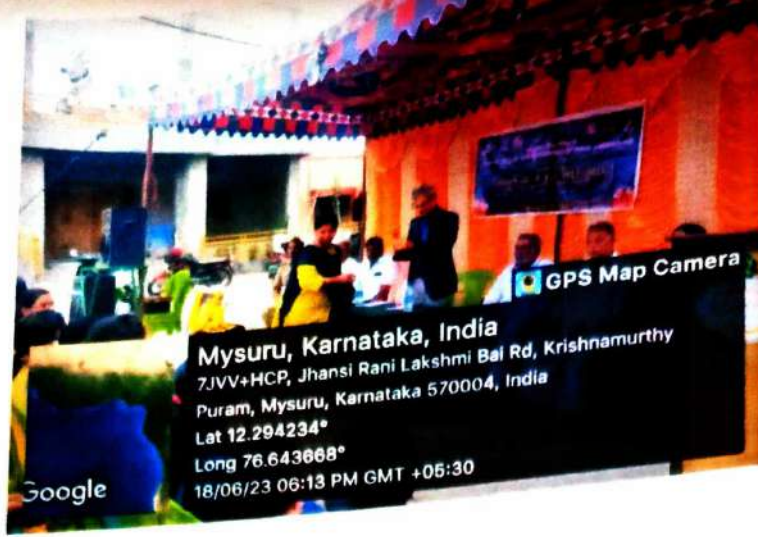 GPS Map Camera
Mysuru, Karnataka, India
7JVV+HCP, Jhansi Rani Lakshmi Bai Rd, Krishnamurthy
Puram, Mysuru, Karnataka 570004, India
Lat 12.294234°
Long 76.643668°
18/06/23 06:13 PM GMT +05:30
Google